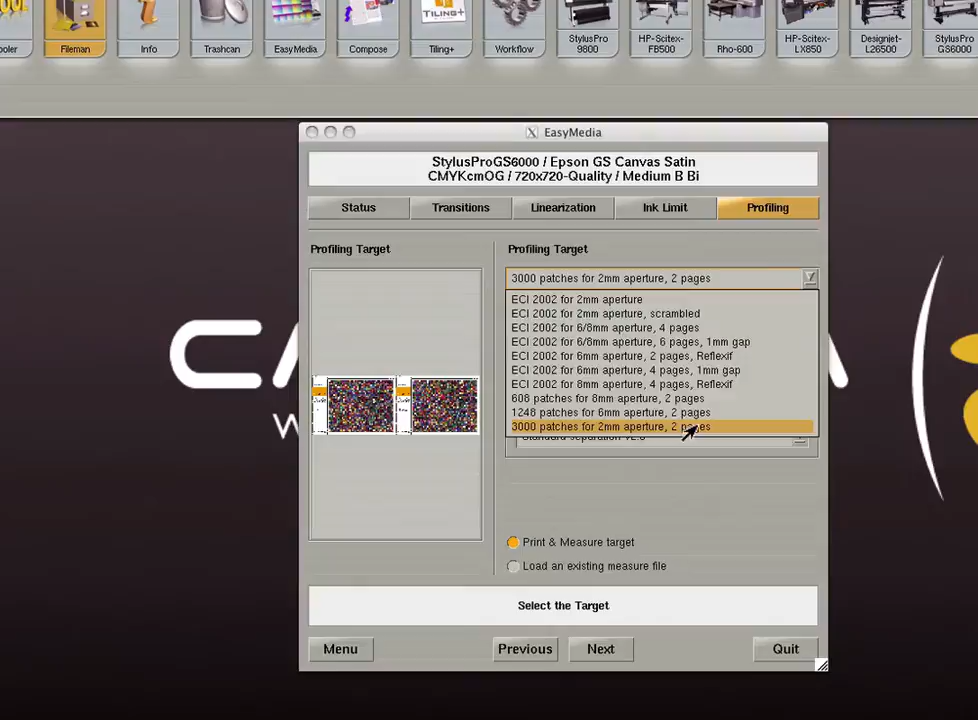 Fileman
Info
Trashcan
EasyMedia
Compose
Tiling+
Workflow
StylusPro
9800
HP-Scitex-
FB500
Rho-600
HP-Scitex-
LX850
Designjet-
L26500
StylusPro
GS6000
EasyMedia
StylusProGS6000 / Epson GS Canvas Satin
CMYKcmOG / 720x720-Quality / Medium B Bi
Status
Transitions
Linearization
Ink Limit
Profiling
Profiling Target
Profiling Target
3000 patches for 2mm aperture, 2 pages
ECI 2002 for 2mm aperture
ECI 2002 for 2mm aperture, scrambled
ECI 2002 for 6/8mm aperture, 4 pages
ECI 2002 for 6/8mm aperture, 6 pages, 1mm gap
ECI 2002 for 6mm aperture, 2 pages, Reflexif
ECI 2002 for 6mm aperture, 4 pages, 1mm gap
ECI 2002 for 8mm aperture, 4 pages, Reflexif
608 patches for 8mm aperture, 2 pages
1248 patches for 6mm aperture, 2 pages
3000 patches for 2mm aperture, 2 pages
Print & Measure target
Load an existing measure file
Select the Target
Menu
Previous
Next
Quit